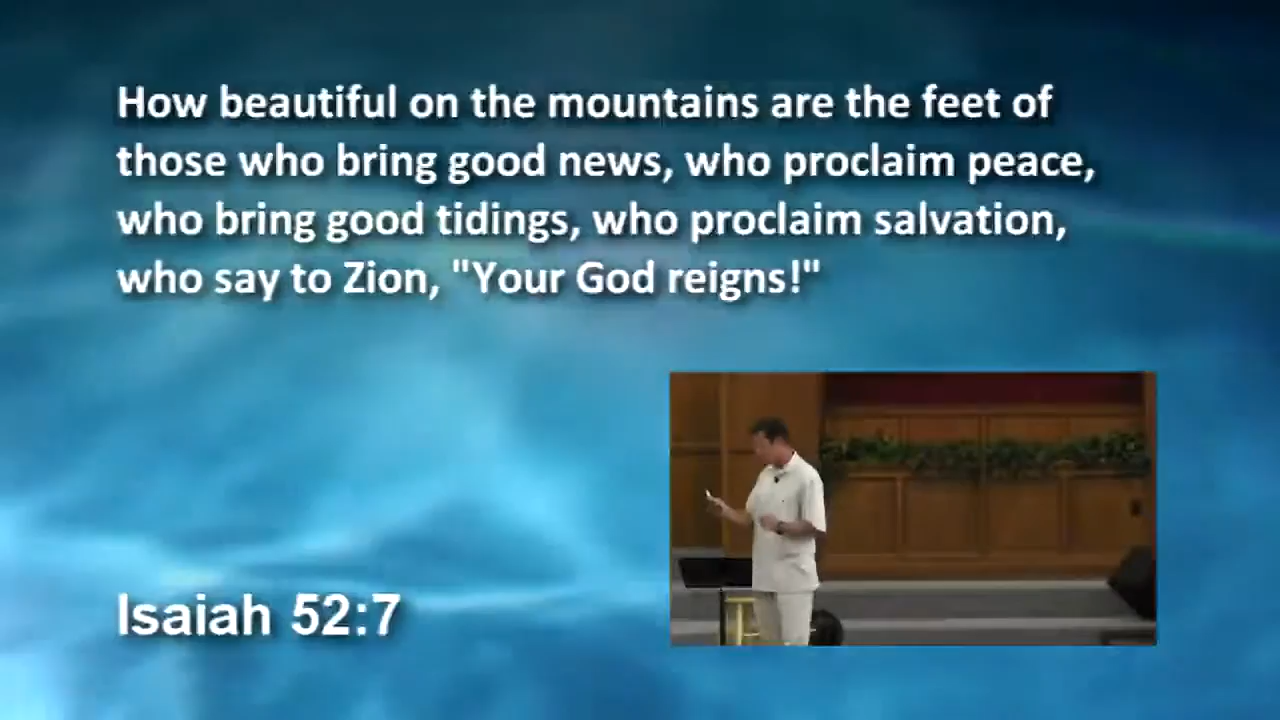 How beautiful on the mountains are the feet of
those who bring good news, who proclaim peace,
who bring good tidings, who proclaim salvation,
who say to Zion, "Your God reigns!"
Isaiah 52:7